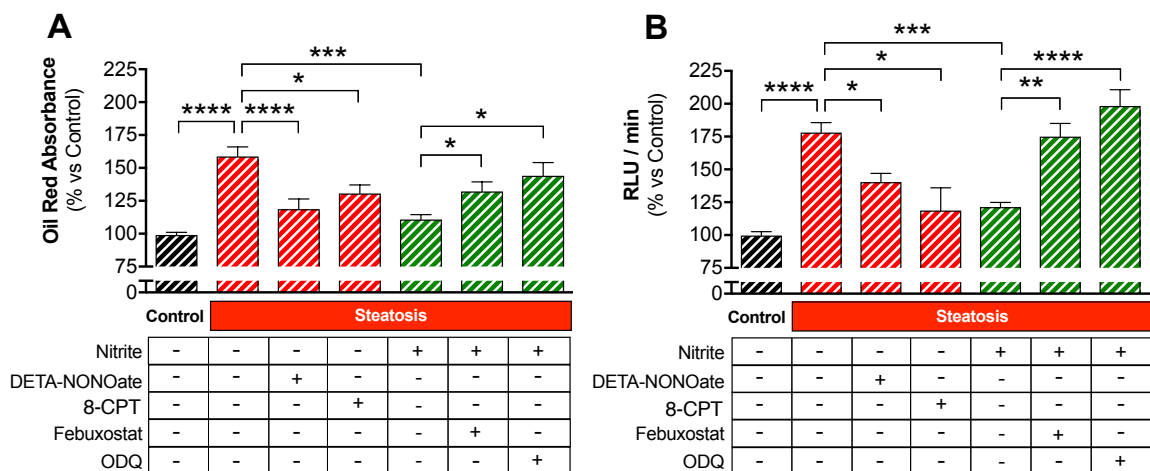 A
Oil Red Absorbance
(% vs Control)
225
200
175
150
125
100
75
0
****
****
*
***
*
*
Control
Steatosis
Nitrite - - - - + + +
DETA-NONOate - - + - - - -
8-CPT - - - + - - -
Febuxostat - - - - - + -
ODQ - - - - - - +
B
RLU / min
(% vs Control)
225
200
175
150
125
100
75
0
****
*
*
***
**
****
Control
Steatosis
Nitrite - - - - + + +
DETA-NONOate - - + - - - -
8-CPT - - - + - - -
Febuxostat - - - - - + -
ODQ - - - - - - +